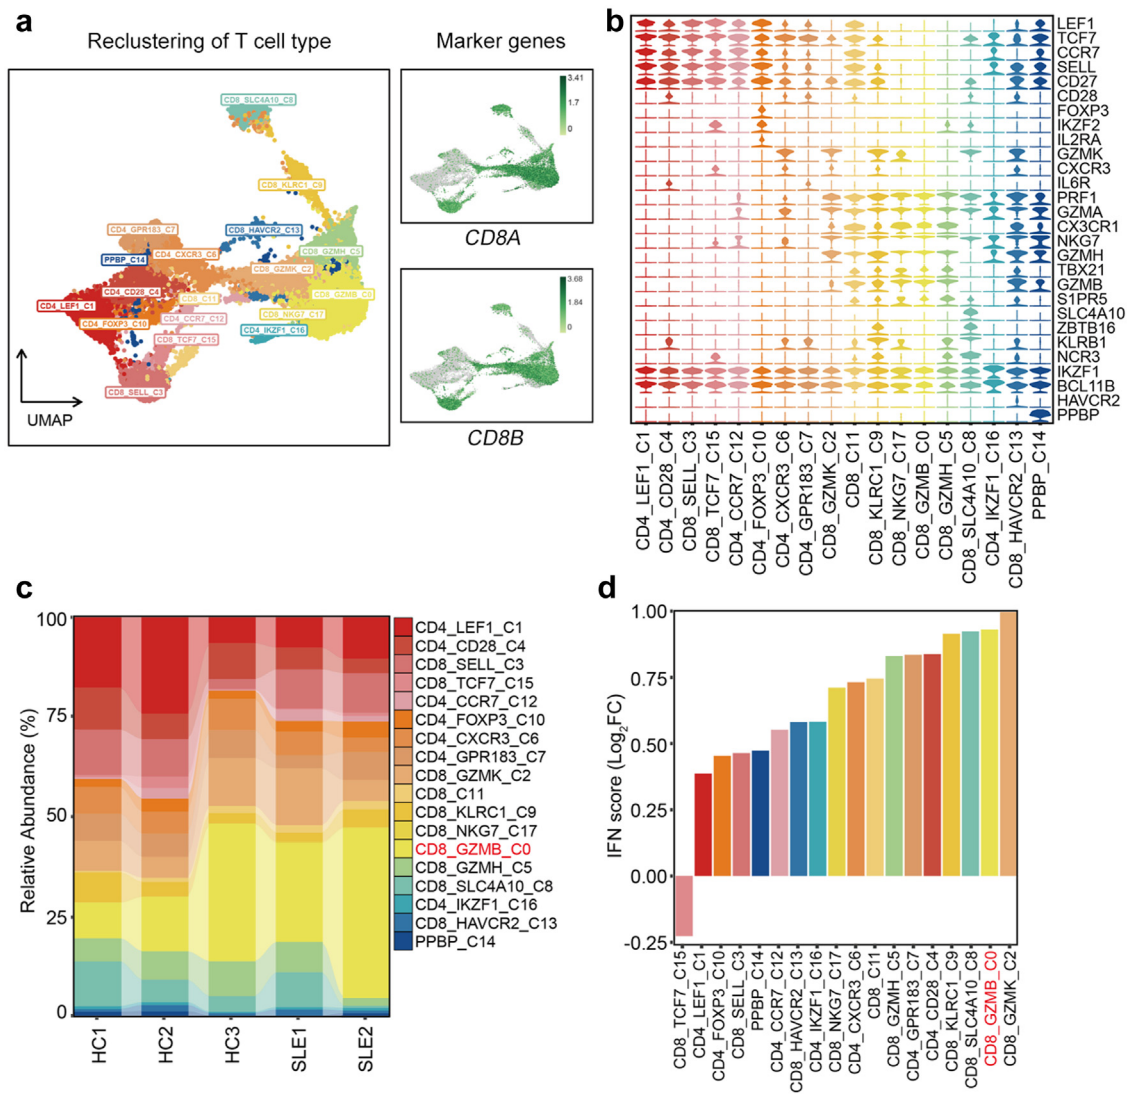 a
Reclustering of T cell type
Marker genes
CD8_SLC4A10_C8
CD8_KLRC1_C9
CD4_GPR183_C7
CD8_HAVCR2_C13
PPBP_C14
CD4_CXCR3_C6
CD8_GZMH_C5
CD8_GZMK_C2
CD4_CD28_C4
CD8_C11
CD8_GZMB_C0
CD4_LEF1_C1
CD8_NKG7_C17
CD4_FOXP3_C10
CD4_CCR7_C12
CD4_IKZF1_C16
CD8_TCF7_C15
CD8_SELL_C3
UMAP
3.41
1.7
0
CD8A
3.68
1.84
0
CD8B
b
LEF1
TCF7
CCR7
SELL
CD27
CD28
FOXP3
IKZF2
IL2RA
GZMK
CXCR3
IL6R
PRF1
GZMA
CX3CR1
NKG7
GZMH
TBX21
GZMB
S1PR5
SLC4A10
ZBTB16
KLRB1
NCR3
IKZF1
BCL11B
HAVCR2
PPBP
CD4_LEF1_C1
CD4_CD28_C4
CD8_SELL_C3
CD8_TCF7_C15
CD4_CCR7_C12
CD4_FOXP3_C10
CD4_CXCR3_C6
CD4_GPR183_C7
CD8_GZMK_C2
CD8_C11
CD8_KLRC1_C9
CD8_NKG7_C17
CD8_GZMB_C0
CD8_GZMH_C5
CD8_SLC4A10_C8
CD4_IKZF1_C16
CD8_HAVCR2_C13
PPBP_C14
c
Relative Abundance (%)
100
75
50
25
0
HC1
HC2
HC3
SLE1
SLE2
CD4_LEF1_C1
CD4_CD28_C4
CD8_SELL_C3
CD8_TCF7_C15
CD4_CCR7_C12
CD4_FOXP3_C10
CD4_CXCR3_C6
CD4_GPR183_C7
CD8_GZMK_C2
CD8_C11
CD8_KLRC1_C9
CD8_NKG7_C17
CD8_GZMB_C0
CD8_GZMH_C5
CD8_SLC4A10_C8
CD4_IKZF1_C16
CD8_HAVCR2_C13
PPBP_C14
d
IFN score (Log2FC)
1.00
0.75
0.50
0.25
0.00
-0.25
CD8_TCF7_C15
CD4_LEF1_C1
CD4_FOXP3_C10
CD8_SELL_C3
PPBP_C14
CD4_CCR7_C12
CD8_HAVCR2_C13
CD4_IKZF1_C16
CD8_NKG7_C17
CD4_CXCR3_C6
CD8_C11
CD8_GZMH_C5
CD4_GPR183_C7
CD4_CD28_C4
CD8_KLRC1_C9
CD8_SLC4A10_C8
CD8_GZMB_C0
CD8_GZMK_C2